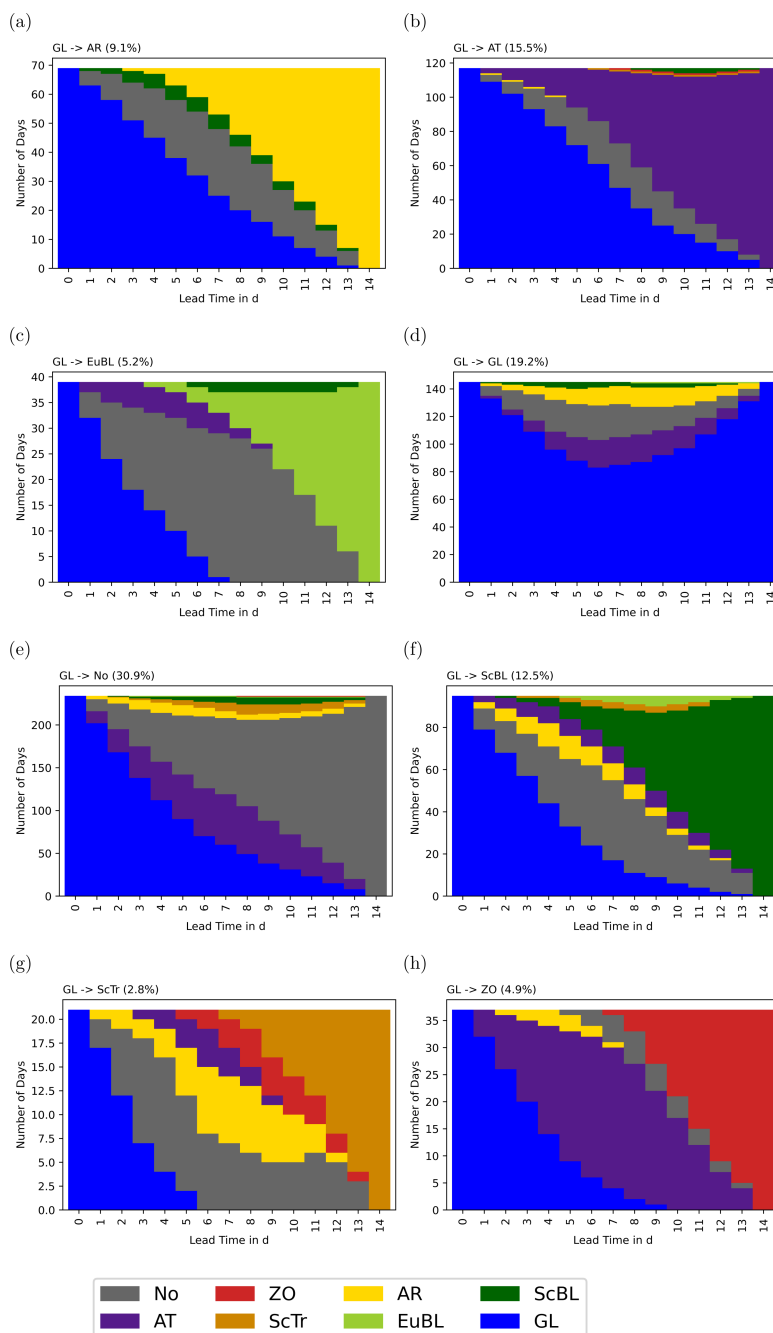 (a)
GL -> AR (9.1%)
70
60
50
40
30
20
10
0
Number of Days
0 1 2 3 4 5 6 7 8 9 10 11 12 13 14
Lead Time in d
(b)
GL -> AT (15.5%)
120
100
80
60
40
20
0
Number of Days
0 1 2 3 4 5 6 7 8 9 10 11 12 13 14
Lead Time in d
(c)
GL -> EuBL (5.2%)
40
35
30
25
20
15
10
5
0
Number of Days
0 1 2 3 4 5 6 7 8 9 10 11 12 13 14
Lead Time in d
(d)
GL -> GL (19.2%)
140
120
100
80
60
40
20
0
Number of Days
0 1 2 3 4 5 6 7 8 9 10 11 12 13 14
Lead Time in d
(e)
GL -> No (30.9%)
200
150
100
50
0
Number of Days
0 1 2 3 4 5 6 7 8 9 10 11 12 13 14
Lead Time in d
(f)
GL -> ScBL (12.5%)
80
60
40
20
0
Number of Days
0 1 2 3 4 5 6 7 8 9 10 11 12 13 14
Lead Time in d
(g)
GL -> ScTr (2.8%)
20.0
17.5
15.0
12.5
10.0
7.5
5.0
2.5
0.0
Number of Days
0 1 2 3 4 5 6 7 8 9 10 11 12 13 14
Lead Time in d
(h)
GL -> ZO (4.9%)
35
30
25
20
15
10
5
0
Number of Days
0 1 2 3 4 5 6 7 8 9 10 11 12 13 14
Lead Time in d
No ZO AR ScBL
AT ScTr EuBL GL